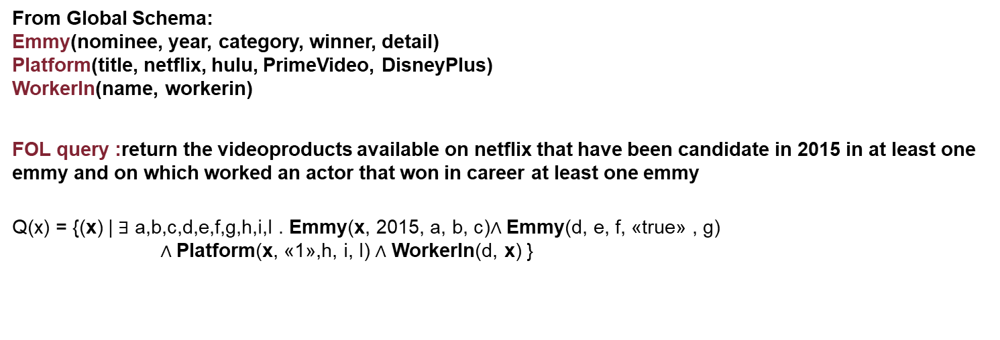 From Global Schema:
Emmy(nominee, year, category, winner, detail)
Platform(title, netflix, hulu, PrimeVideo, DisneyPlus)
WorkerIn(name, workerin)
FOL query :return the videoproducts available on netflix that have been candidate in 2015 in at least one
emmy and on which worked an actor that won in career at least one emmy
Q(x) = {(x) | ∃ a,b,c,d,e,f,g,h,i,l . Emmy(x, 2015, a, b, c)∧ Emmy(d, e, f, «true» , g)
∧ Platform(x, «1»,h, i, l) ∧ WorkerIn(d, x) }